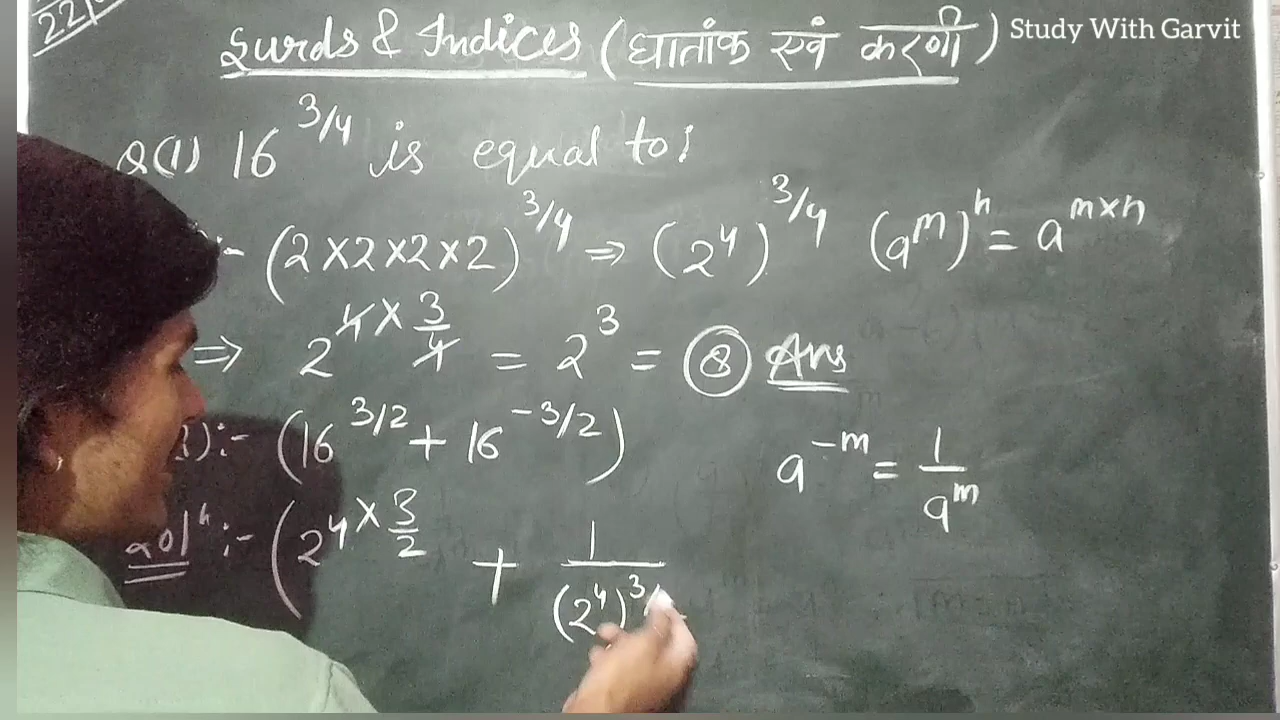 22
Study With Garvit
Surds & Indices (घातांक एवं करणी)
Q(1) 16^3/4 is equal to:
:- (2×2×2×2)^3/4 ⇒ (2^4)^3/4 (a^m)^n = a^m×n
⇒ 2^4×3/4 = 2^3 = 8 Ans
):- (16^3/2 + 16^-3/2) a^-m = 1/a^m
Sol^n :- (2^4×3/2 + 1/(2^4)^3/